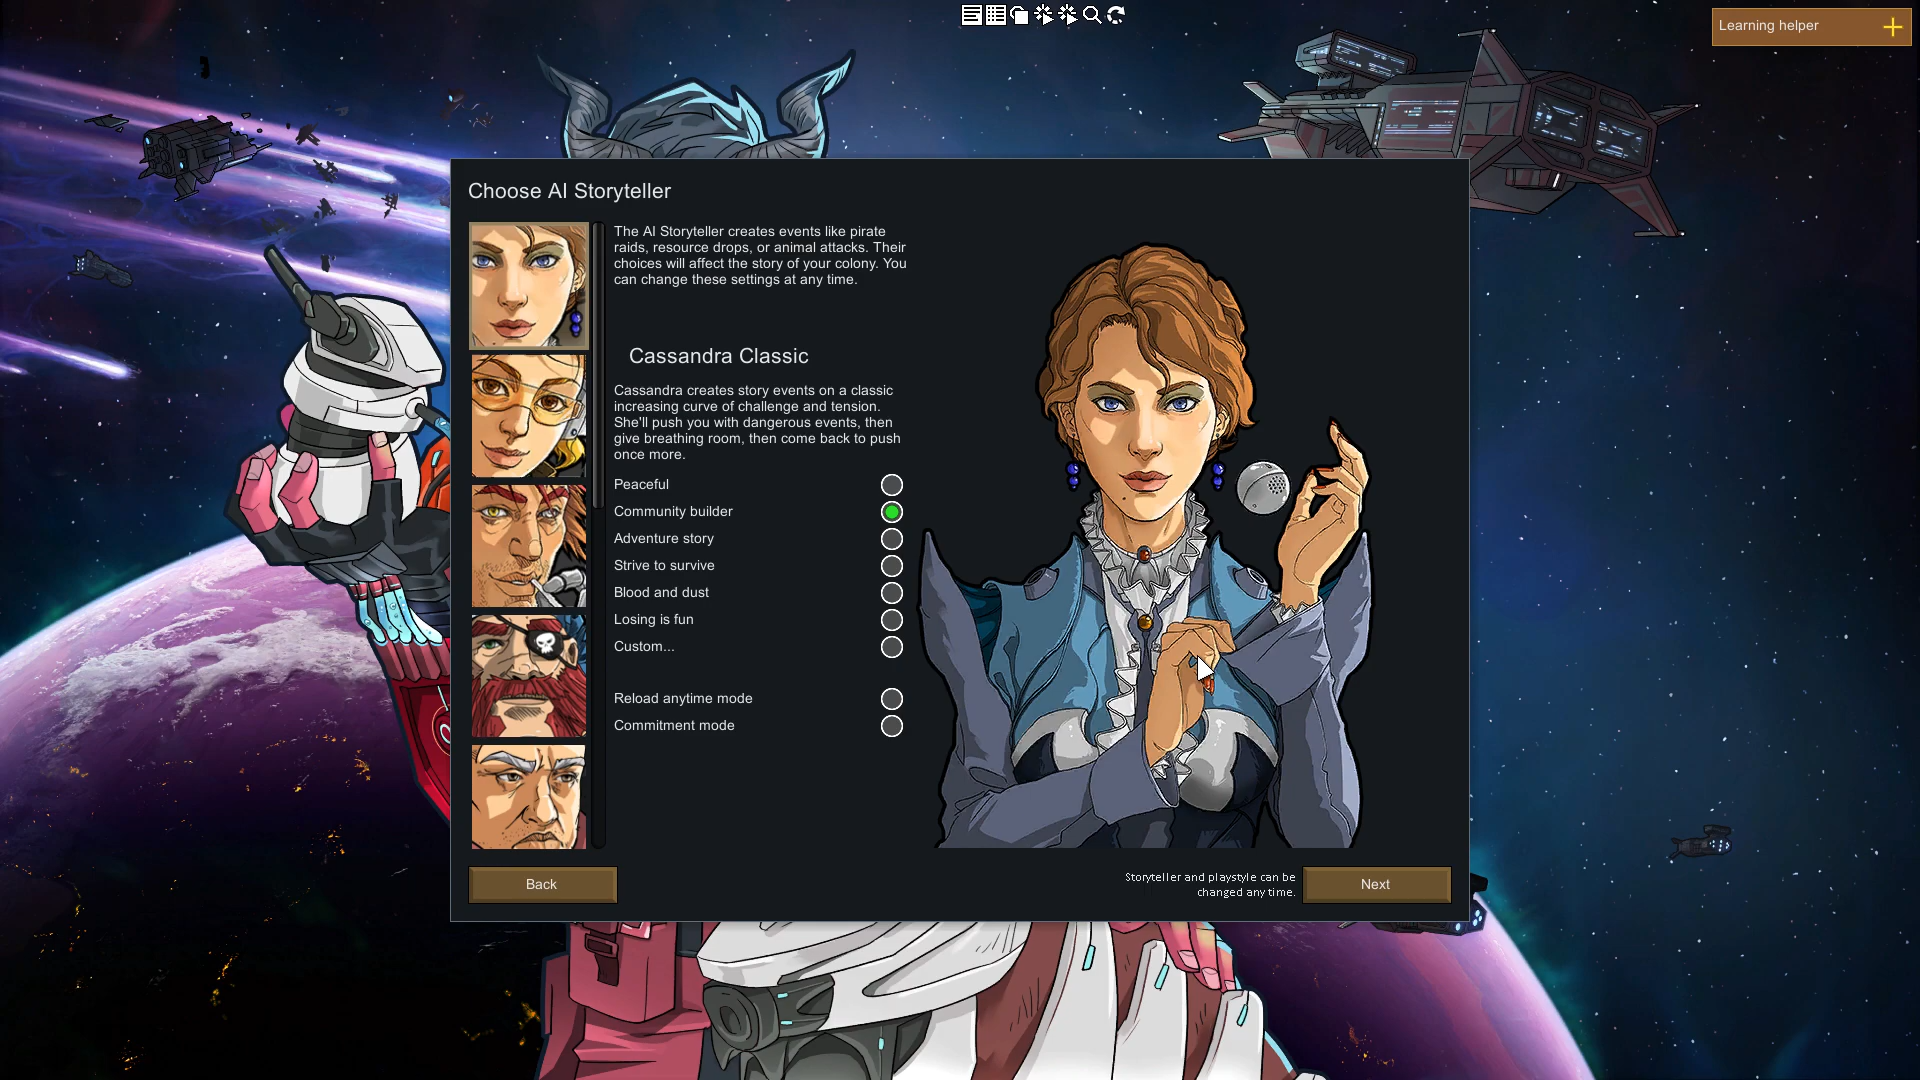 Learning helper
Choose AI Storyteller
The AI Storyteller creates events like pirate
raids, resource drops, or animal attacks. Their
choices will affect the story of your colony. You
can change these settings at any time.
Cassandra Classic
Cassandra creates story events on a classic
increasing curve of challenge and tension.
She'll push you with dangerous events, then
give breathing room, then come back to push
once more.
Peaceful
Community builder
Adventure story
Strive to survive
Blood and dust
Losing is fun
Custom...
Reload anytime mode
Commitment mode
Back
Storyteller and playstyle can be
changed any time.
Next